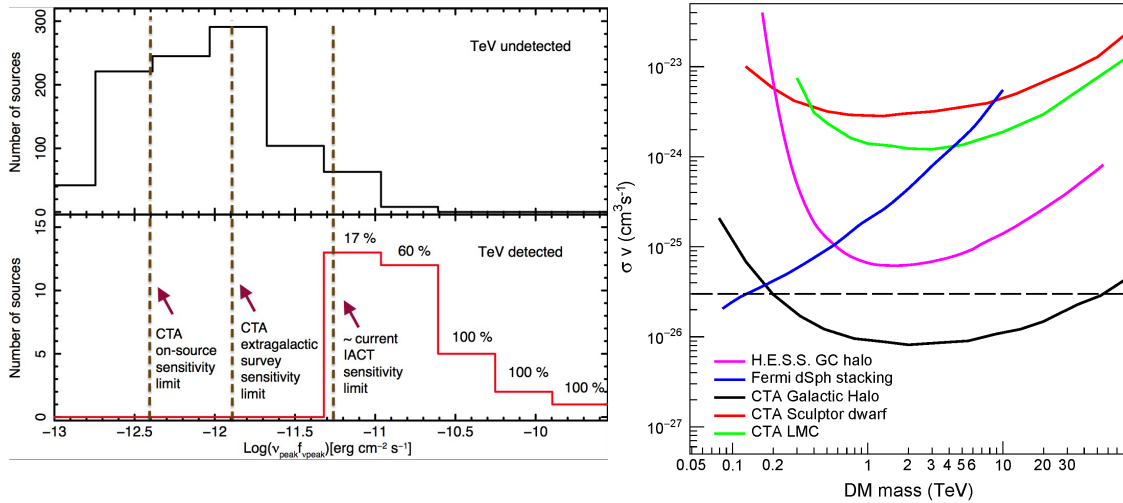 300
200
100
0
Number of sources
TeV undetected
15
10
5
0
Number of sources
TeV detected
17 %
60 %
100 %
100 %
100 %
CTA
on-source
sensitivity
limit
CTA
extragalactic
survey
sensitivity
limit
~ current
IACT
sensitivity
limit
−13 −12.5 −12 −11.5 −11 −10.5 −10
Log(νpeakfνpeak)[erg cm⁻² s⁻¹]
σ v (cm³s⁻¹)
10⁻²³
10⁻²⁴
10⁻²⁵
10⁻²⁶
10⁻²⁷
H.E.S.S. GC halo
Fermi dSph stacking
CTA Galactic Halo
CTA Sculptor dwarf
CTA LMC
0.05 0.1 0.2 1 2 3 4 5 6 10 20 30
DM mass (TeV)